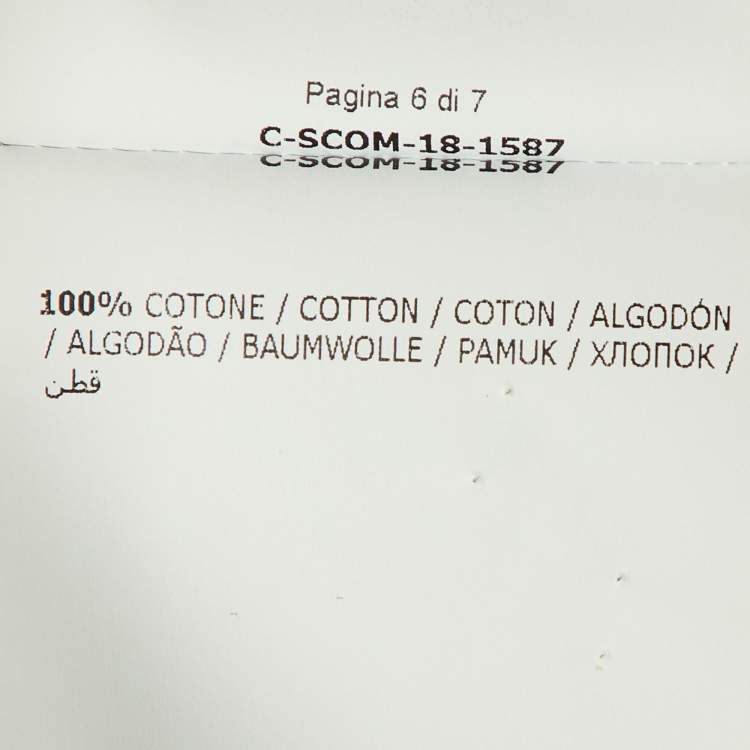 Pagina 6 di 7
C-SCOM-18-1587
C-SCOM-18-1587
100% COTONE / COTTON / COTON / ALGODÓN
/ ALGODÃO / BAUMWOLLE / PAMUK / ХЛОПОК /
قطن